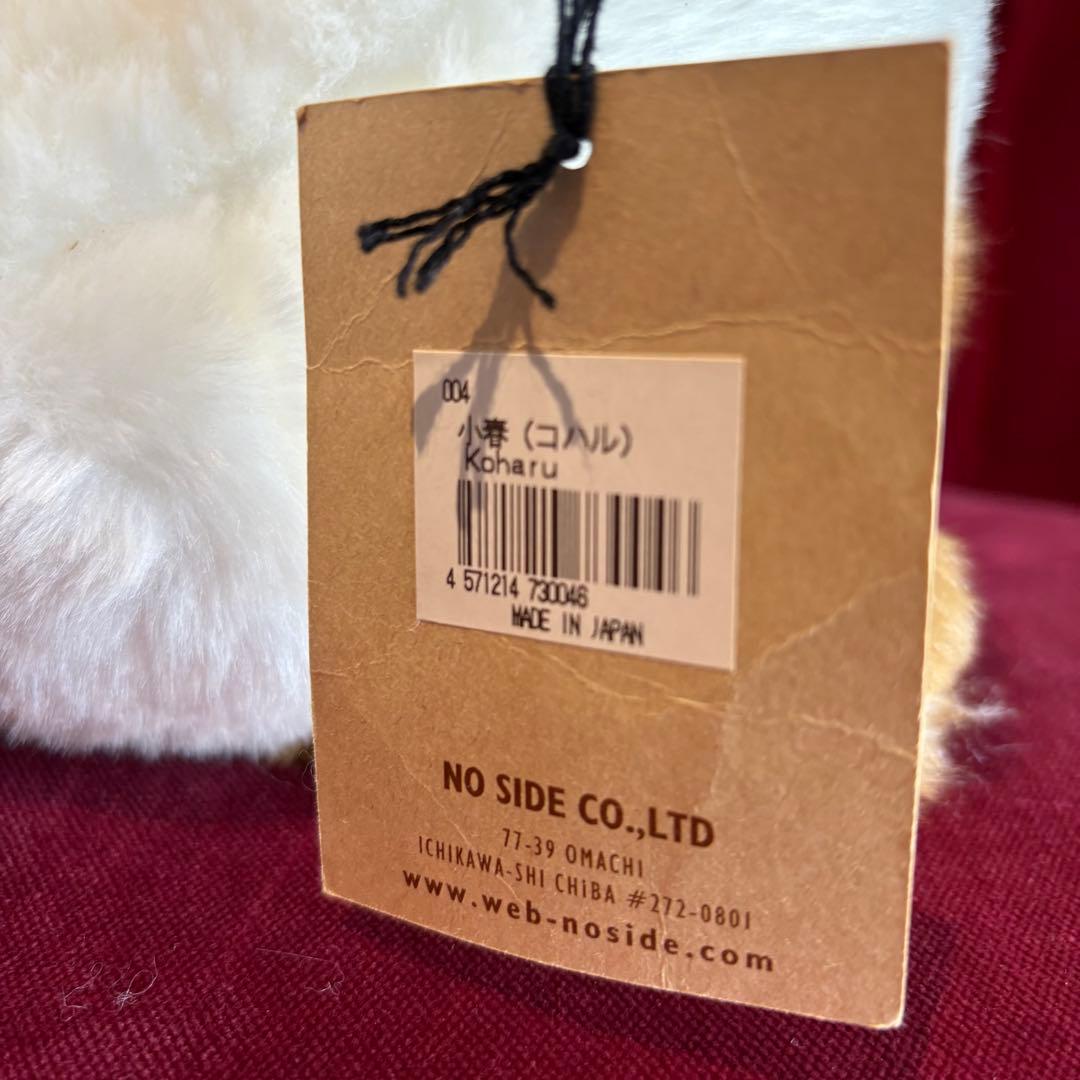 004
小春（コハル）
Koharu
4 571214 730046
MADE IN JAPAN
NO SIDE CO.,LTD
77-39 OMACHI
ICHIKAWA-SHI CHiBA #272-0801
www.web-noside.com